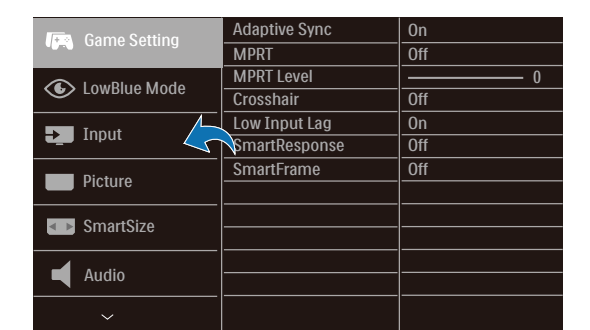 Game Setting
LowBlue Mode
Input
Picture
SmartSize
Audio
Adaptive Sync On
MPRT Off
MPRT Level 0
Crosshair Off
Low Input Lag On
SmartResponse Off
SmartFrame Off